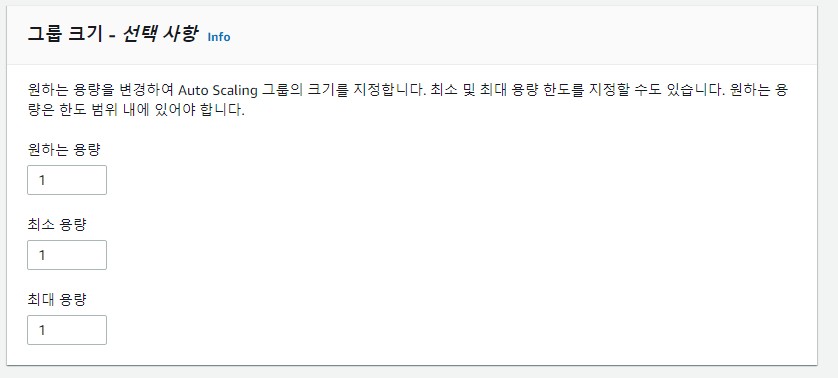 그룹 크기 - 선택 사항 Info
원하는 용량을 변경하여 Auto Scaling 그룹의 크기를 지정합니다. 최소 및 최대 용량 한도를 지정할 수도 있습니다. 원하는 용
량은 한도 범위 내에 있어야 합니다.
원하는 용량
1
최소 용량
1
최대 용량
1